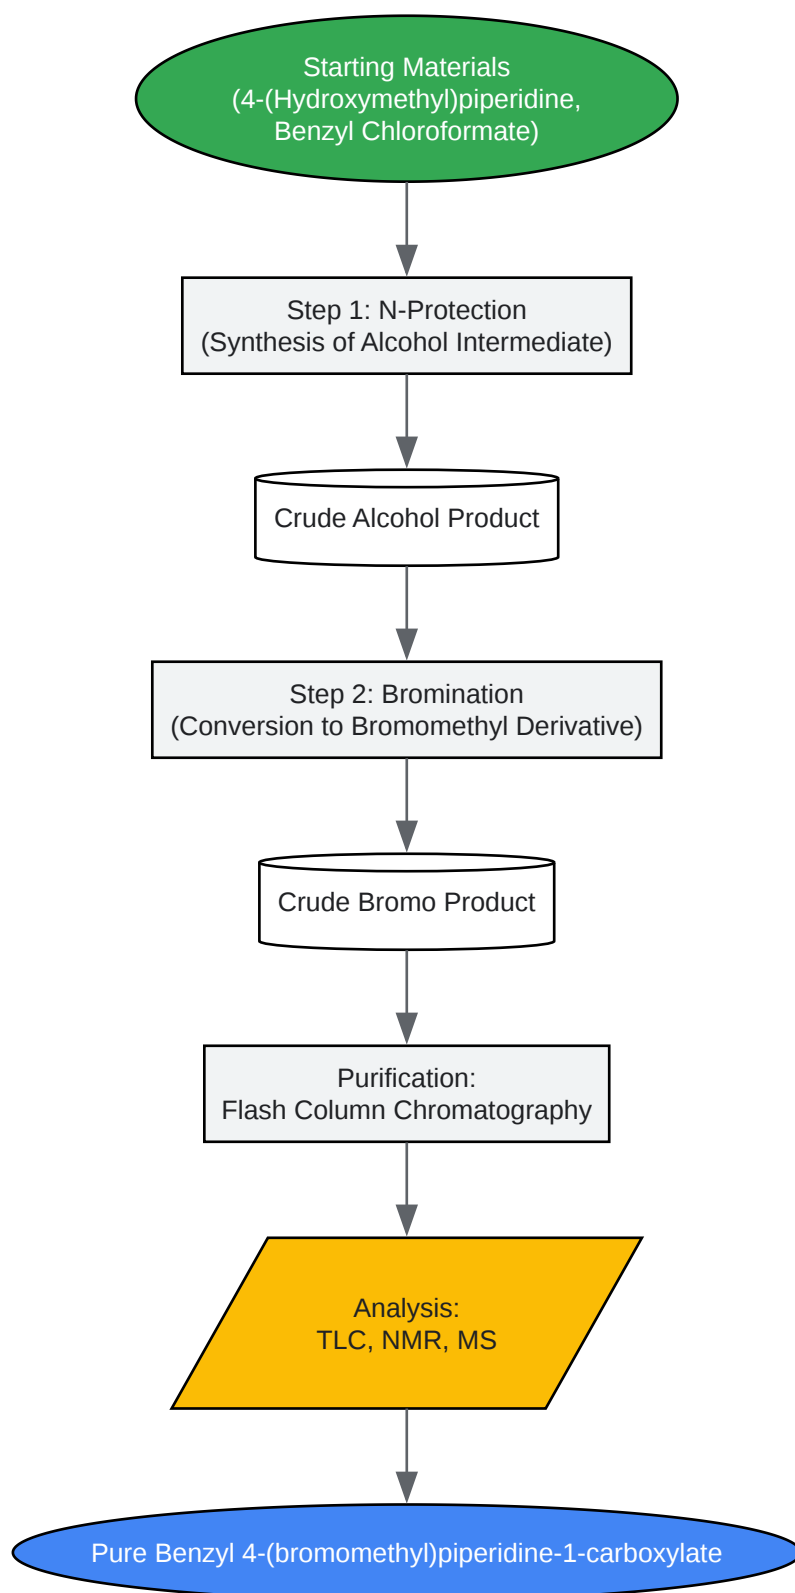 Starting Materials
(4-(Hydroxymethyl)piperidine,
Benzyl Chloroformate)
Step 1: N-Protection
(Synthesis of Alcohol Intermediate)
Crude Alcohol Product
Step 2: Bromination
(Conversion to Bromomethyl Derivative)
Crude Bromo Product
Purification:
Flash Column Chromatography
Analysis:
TLC, NMR, MS
Pure Benzyl 4-(bromomethyl)piperidine-1-carboxylate